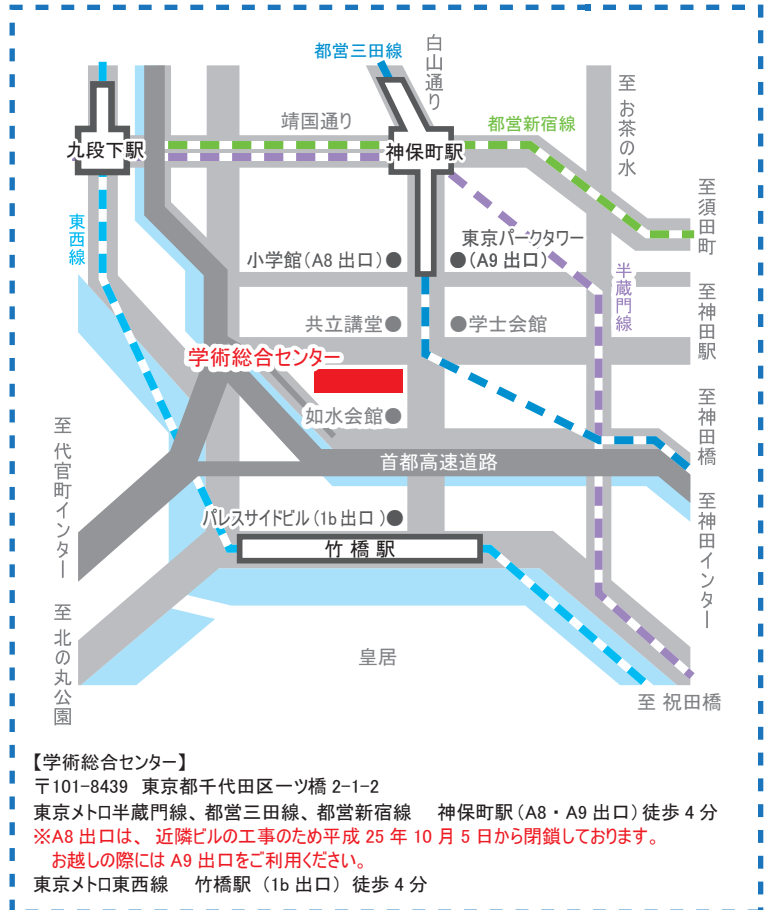 都営三田線
白山通り
至 お茶の水
靖国通り
都営新宿線
九段下駅
神保町駅
至須田町
東西線
小学館（A8 出口）●
東京パークタワー
●（A9 出口）
半蔵門線
至神田駅
共立講堂●
●学士会館
学術総合センター
如水会館●
至神田橋
至 代官町インター
首都高速道路
至神田インター
パレスサイドビル（1b 出口）●
竹橋駅
至 北の丸公園
皇居
至 祝田橋
【学術総合センター】
〒101-8439　東京都千代田区一ツ橋 2-1-2
東京メトロ半蔵門線、都営三田線、都営新宿線　神保町駅（A8・A9 出口）徒歩 4 分
※A8 出口は、 近隣ビルの工事のため平成 25 年 10 月 5 日から閉鎖しております。
お越しの際には A9 出口をご利用ください。
東京メトロ東西線　竹橋駅 （1b 出口） 徒歩 4 分